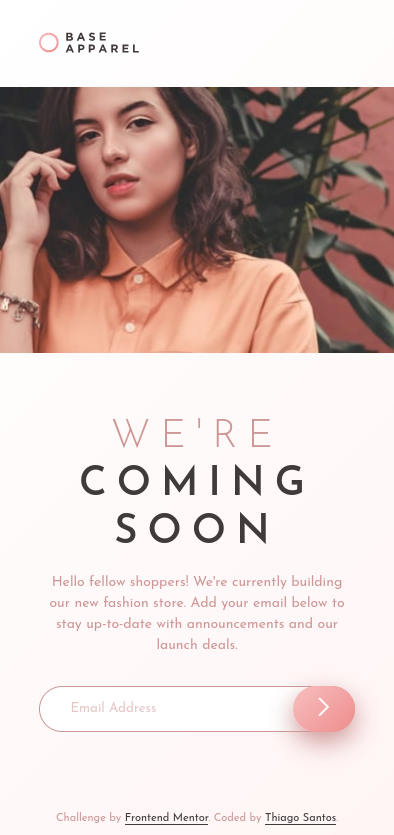 BASE
APPAREL
WE'RE
COMING
SOON
Hello fellow shoppers! We're currently building
our new fashion store. Add your email below to
stay up-to-date with announcements and our
launch deals.
Email Address
Challenge by Frontend Mentor. Coded by Thiago Santos.